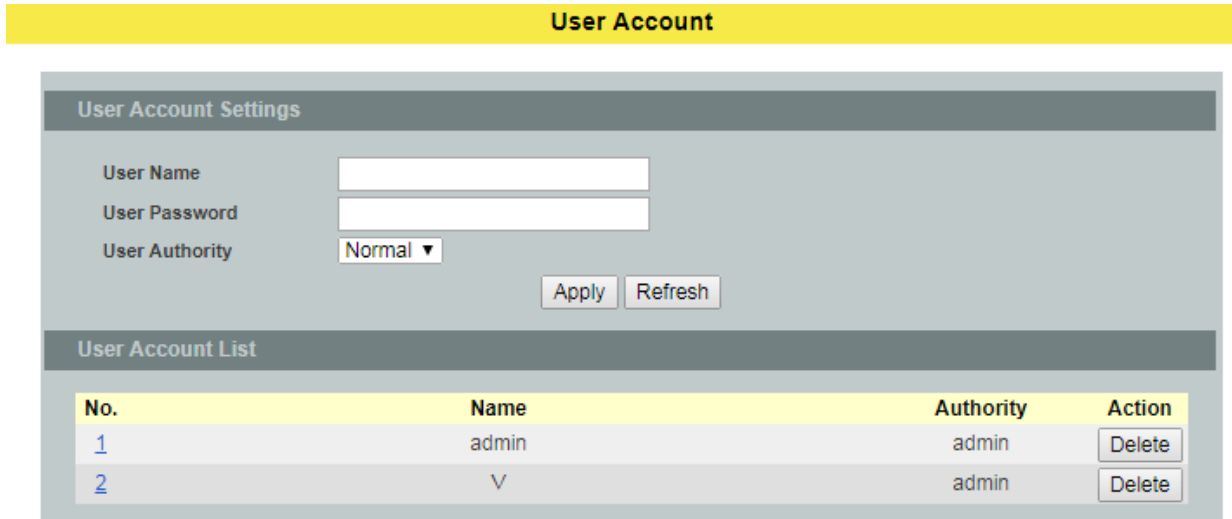 User Account
User Account Settings
User Name
User Password
User Authority Normal ▼
Apply Refresh
User Account List
No. Name Authority Action
1 admin admin Delete
2 V admin Delete